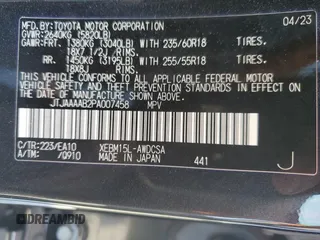 MFD.BY:TOYOTA MOTOR CORPORATION 04/23
GVWR:2640KG (5820LB)
GAWR:FRT. 1380KG (3040LB) WITH 235/60R18 TIRES,
18X7 1/2J RIMS,
RR. 1450KG (3195LB) WITH 255/55R18 TIRES,
18X8J RIMS,
THIS VEHICLE CONFORMS TO ALL APPLICABLE FEDERAL MOTOR
VEHICLE SAFETY AND THEFT PREVENTION STANDARDS IN
EFFECT ON THE DATE OF MANUFACTURE SHOWN ABOVE.
JTJAAAAB2PA007458 MPV
C/TR:223/EA10 XEBM15L-AWDCSA
A/TM: /Q910 MADE IN JAPAN 441 J
DREAMBID